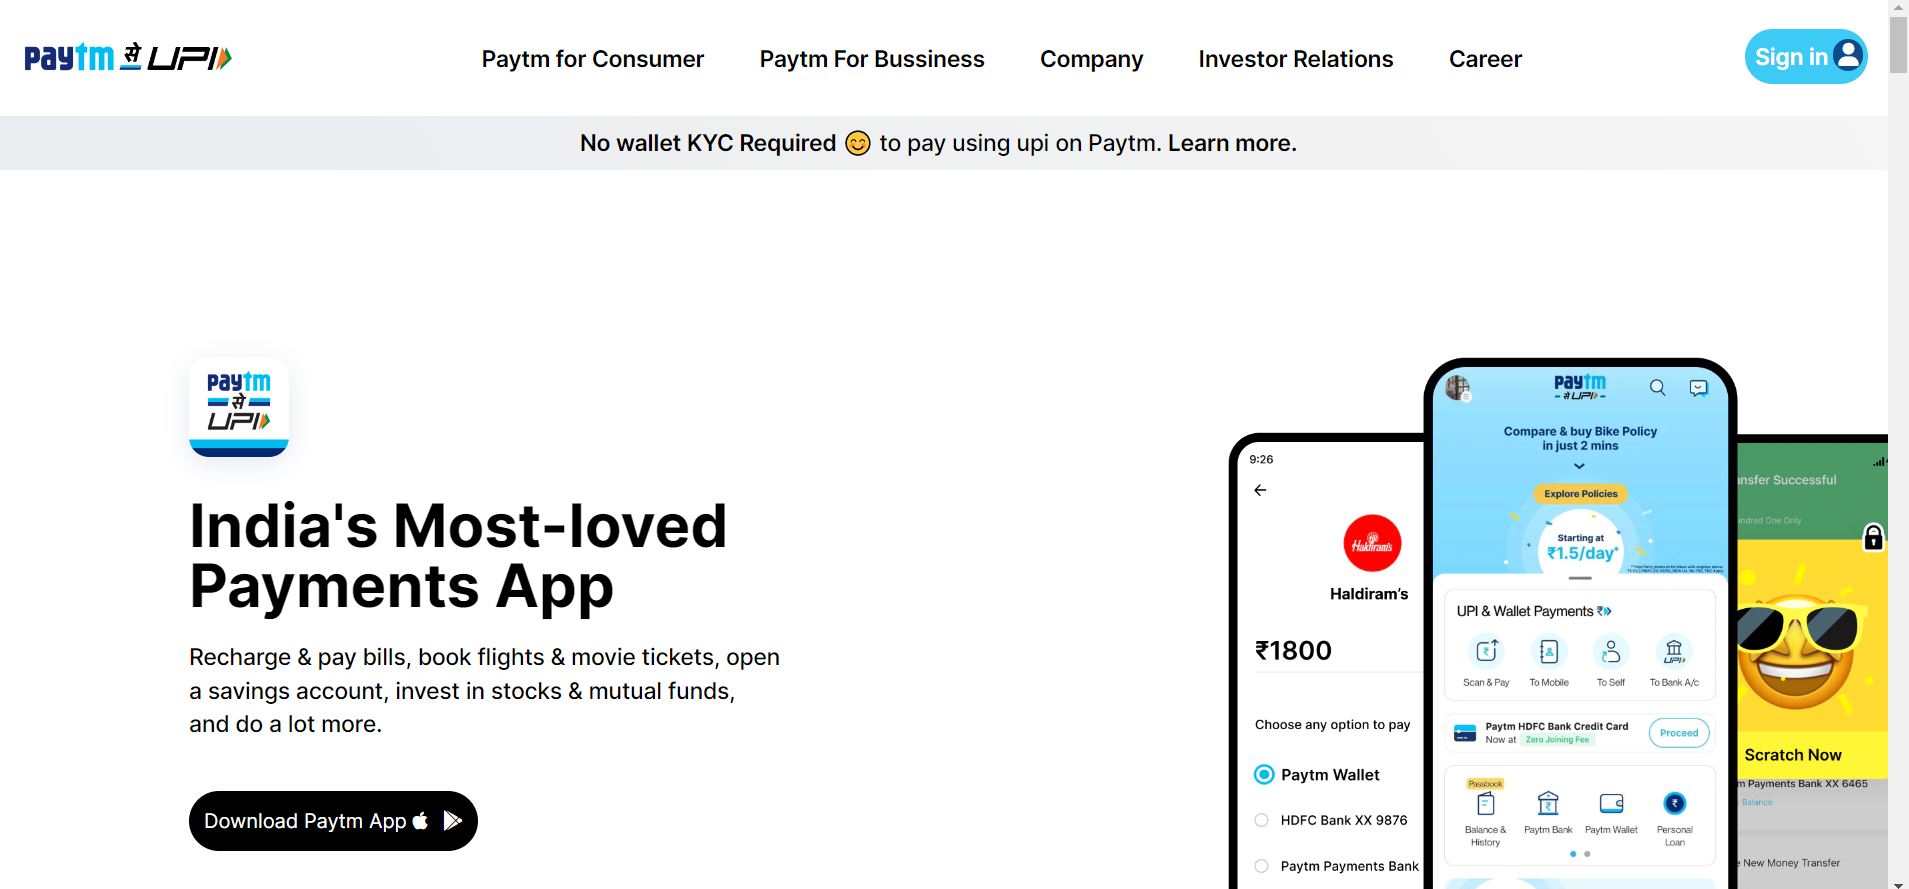 paytm से UPI
Paytm for Consumer
Paytm For Bussiness
Company
Investor Relations
Career
Sign in
No wallet KYC Required 😊 to pay using upi on Paytm. Learn more.
paytm
से
UPI
India's Most-loved
Payments App
Recharge & pay bills, book flights & movie tickets, open
a savings account, invest in stocks & mutual funds,
and do a lot more.
Download Paytm App
9:26
Haldiram's
Haldiram's
₹1800
Choose any option to pay
Paytm Wallet
HDFC Bank XX 9876
Paytm Payments Bank
paytm
से UPI
Compare & buy Bike Policy
in just 2 mins
Explore Policies
Starting at
₹1.5/day*
UPI & Wallet Payments
Scan & Pay
To Mobile
To Self
UPI
To Bank A/c
Paytm HDFC Bank Credit Card
Now at Zero Joining Fee
Proceed
Passbook
Balance &
History
Paytm Bank
Paytm Wallet
Personal
Loan
nsfer Successful
undred One Only
Scratch Now
m Payments Bank XX 6465
Balance
e New Money Transfer